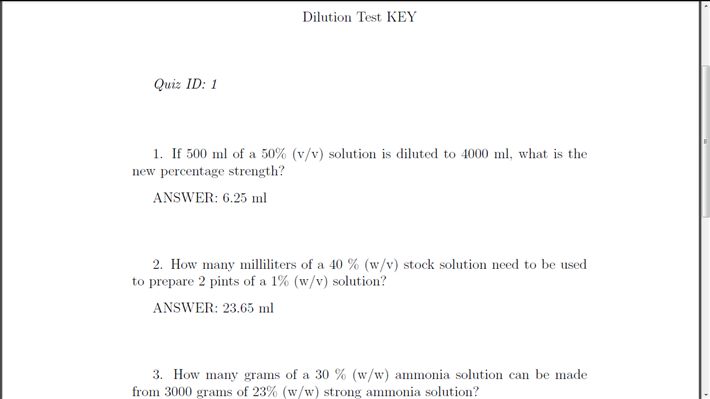 Dilution Test KEY
Quiz ID: 1
1. If 500 ml of a 50% (v/v) solution is diluted to 4000 ml, what is the
new percentage strength?
ANSWER: 6.25 ml
2. How many milliliters of a 40 % (w/v) stock solution need to be used
to prepare 2 pints of a 1% (w/v) solution?
ANSWER: 23.65 ml
3. How many grams of a 30 % (w/w) ammonia solution can be made
from 3000 grams of 23% (w/w) strong ammonia solution?